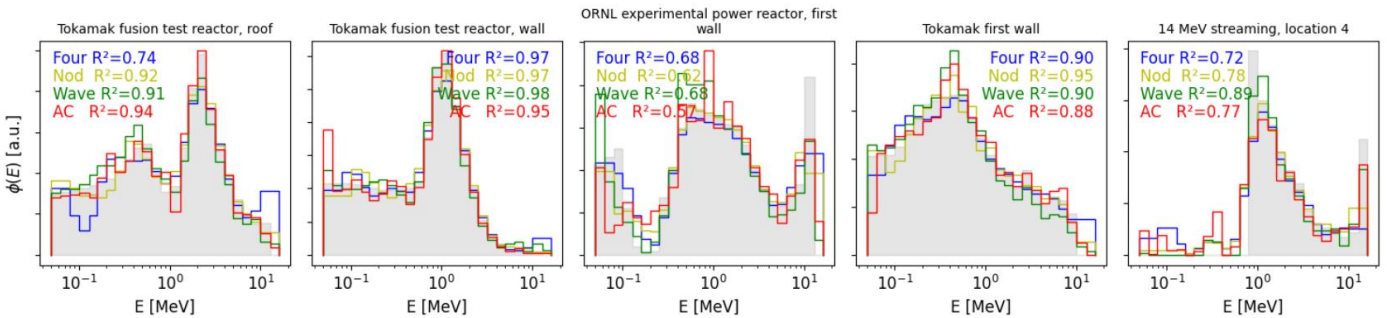 Tokamak fusion test reactor, roof
Four R²=0.74
Nod R²=0.92
Wave R²=0.91
AC R²=0.94
ϕ(E) [a.u.]
10⁻¹ 10⁰ 10¹
E [MeV]
Tokamak fusion test reactor, wall
Four R²=0.97
Nod R²=0.97
Wave R²=0.98
AC R²=0.95
10⁻¹ 10⁰ 10¹
E [MeV]
ORNL experimental power reactor, first
wall
Four R²=0.68
Nod R²=0.62
Wave R²=0.68
AC R²=0.57
10⁻¹ 10⁰ 10¹
E [MeV]
Tokamak first wall
Four R²=0.90
Nod R²=0.95
Wave R²=0.90
AC R²=0.88
10⁻¹ 10⁰ 10¹
E [MeV]
14 MeV streaming, location 4
Four R²=0.72
Nod R²=0.78
Wave R²=0.89
AC R²=0.77
10⁻¹ 10⁰ 10¹
E [MeV]